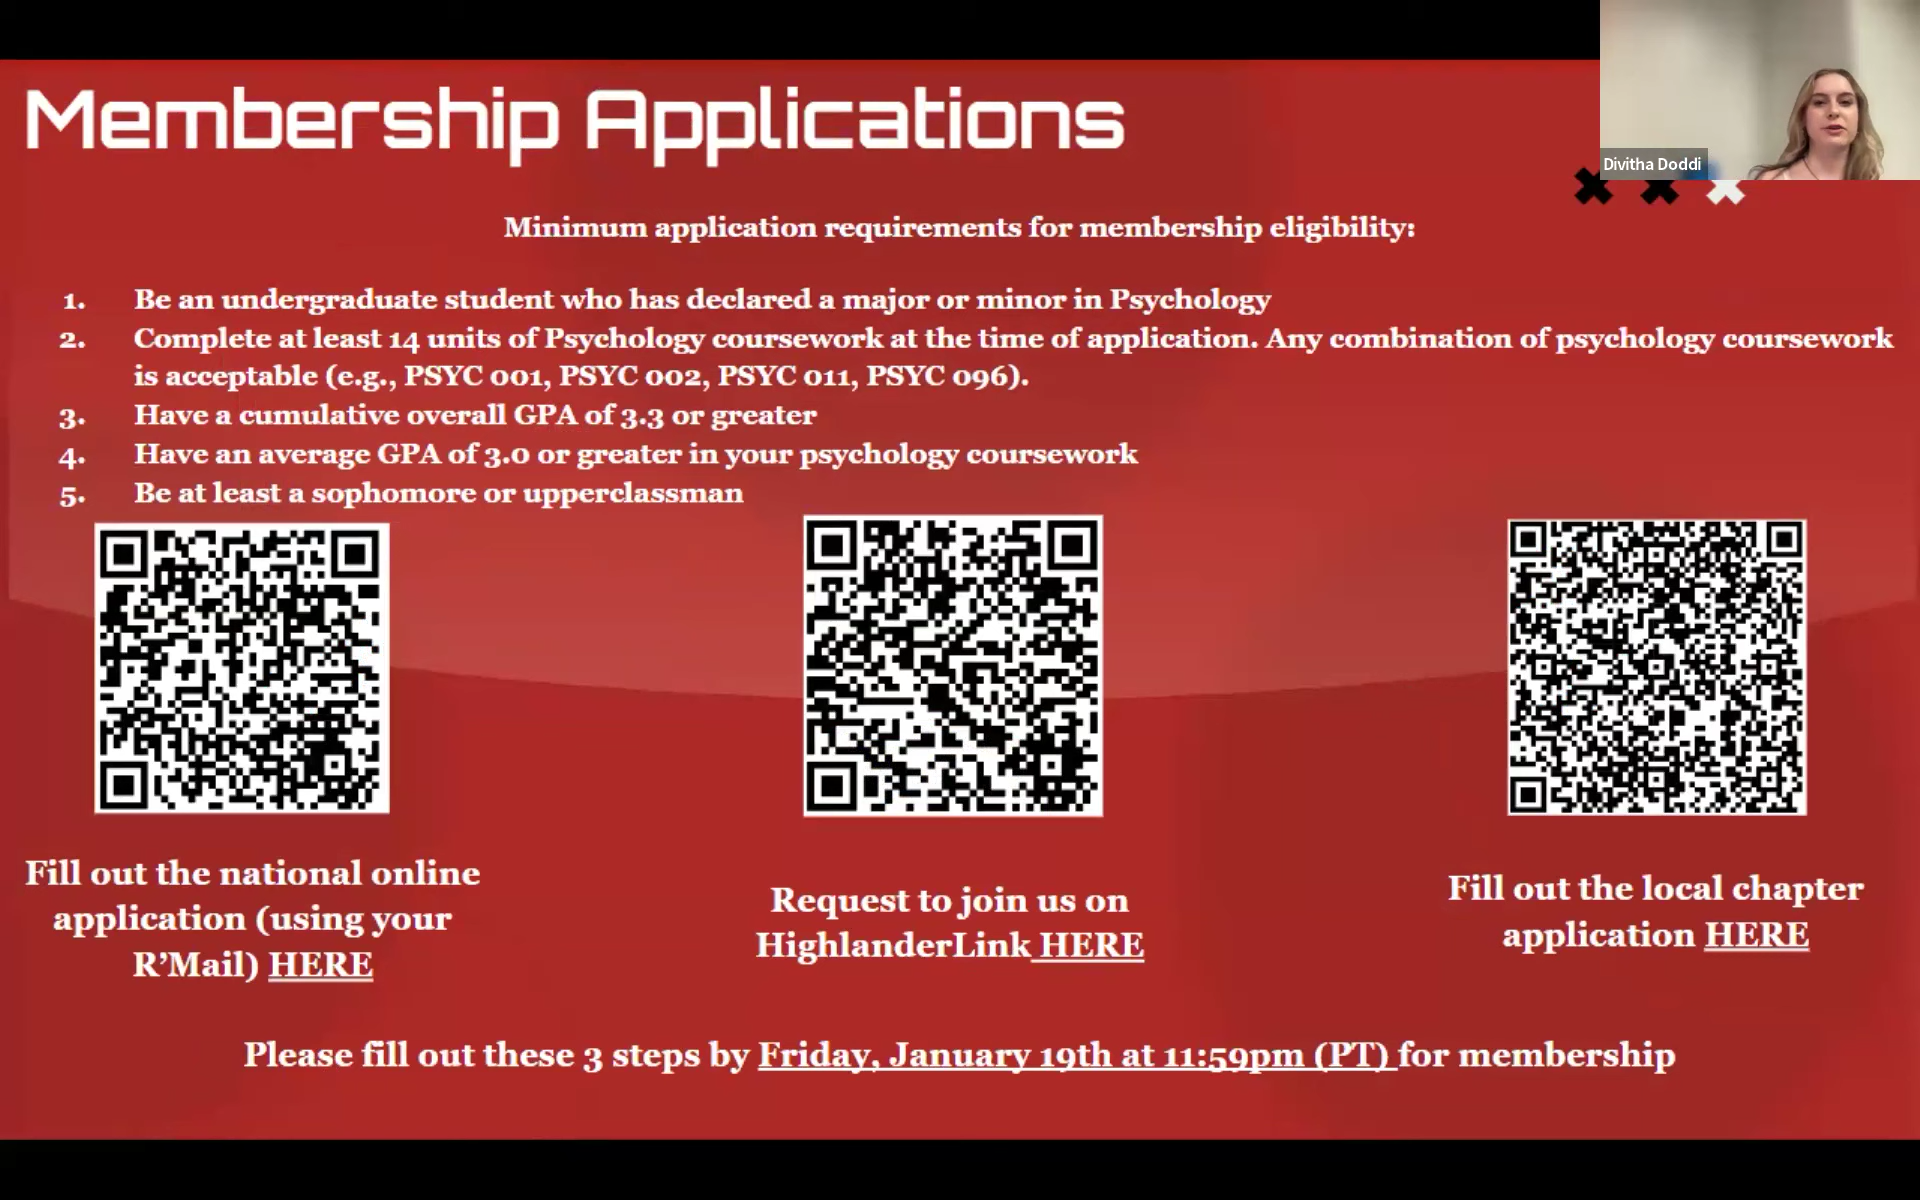 Membership Applications
Divitha Doddi
Minimum application requirements for membership eligibility:
1. Be an undergraduate student who has declared a major or minor in Psychology
2. Complete at least 14 units of Psychology coursework at the time of application. Any combination of psychology coursework
is acceptable (e.g., PSYC 001, PSYC 002, PSYC 011, PSYC 096).
3. Have a cumulative overall GPA of 3.3 or greater
4. Have an average GPA of 3.0 or greater in your psychology coursework
5. Be at least a sophomore or upperclassman
Fill out the national online
application (using your
R’Mail) HERE
Request to join us on
HighlanderLink HERE
Fill out the local chapter
application HERE
Please fill out these 3 steps by Friday, January 19th at 11:59pm (PT) for membership